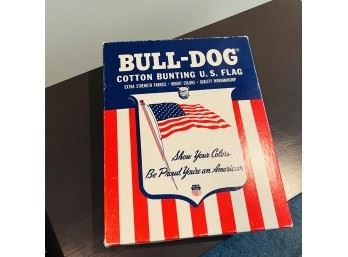 BULL-DOG®
COTTON BUNTING U.S. FLAG
EXTRA STRENGTH FABRICS • BRIGHT COLORS • QUALITY WORKMANSHIP
Show Your Colors
Be Proud You're an American